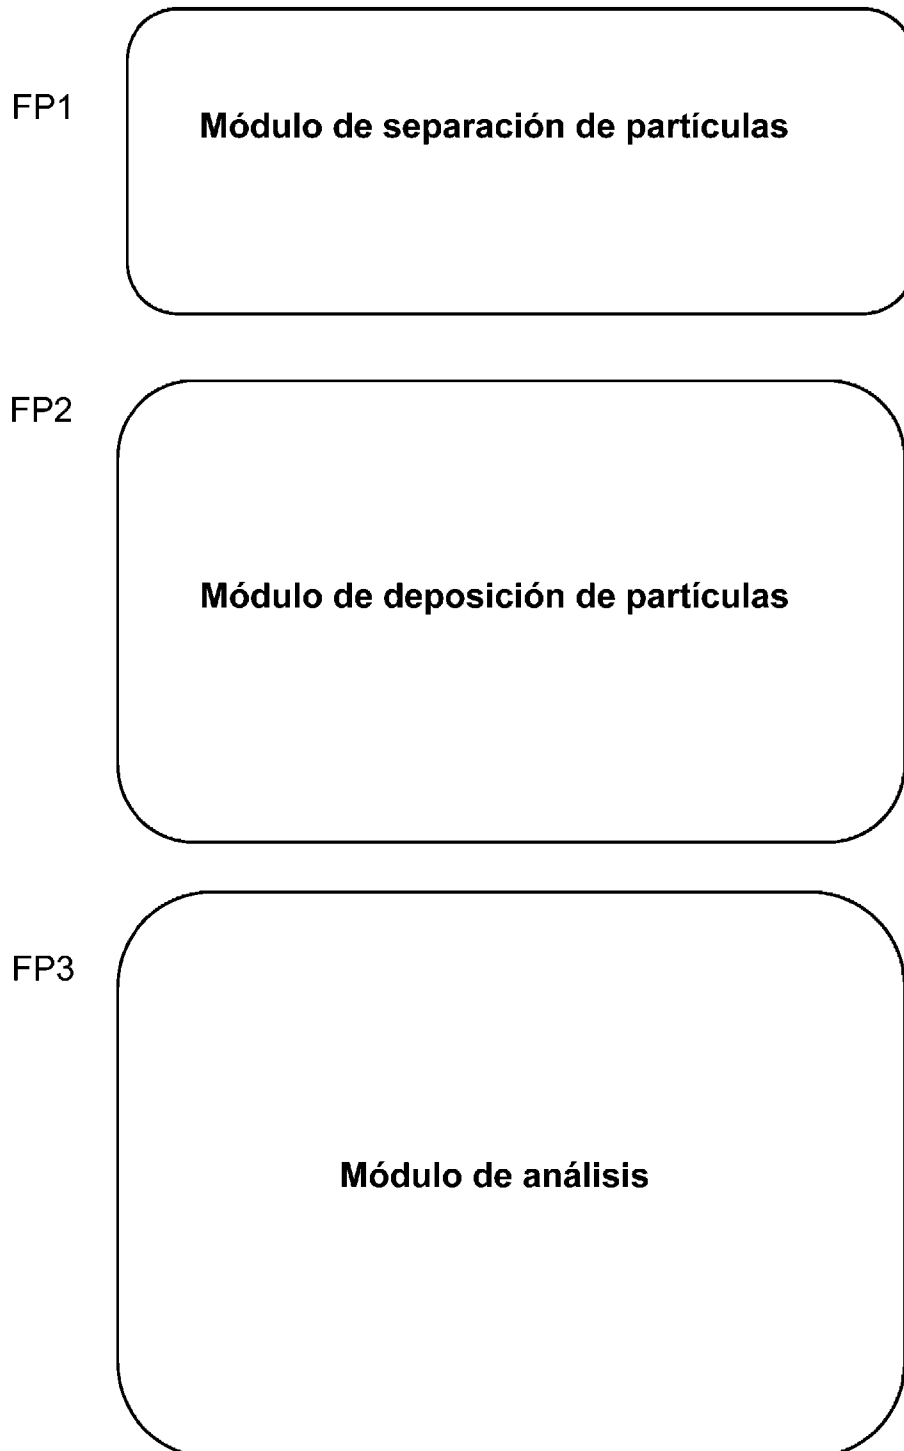 FP1
Módulo de separación de partículas
FP2
Módulo de deposición de partículas
FP3
Módulo de análisis